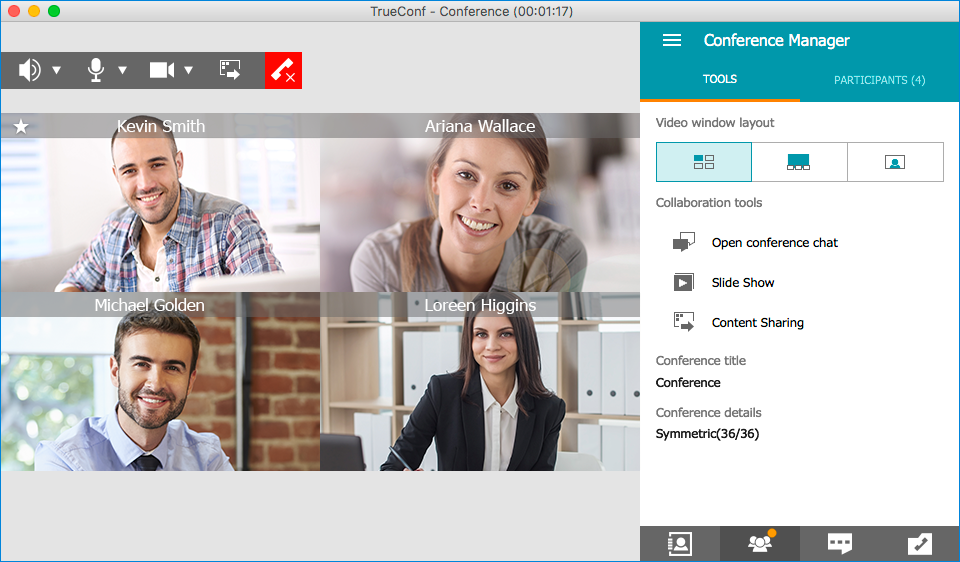 TrueConf - Conference (00:01:17)
Conference Manager
TOOLS
PARTICIPANTS (4)
Kevin Smith
Ariana Wallace
Michael Golden
Loreen Higgins
Video window layout
Collaboration tools
Open conference chat
Slide Show
Content Sharing
Conference title
Conference
Conference details
Symmetric(36/36)